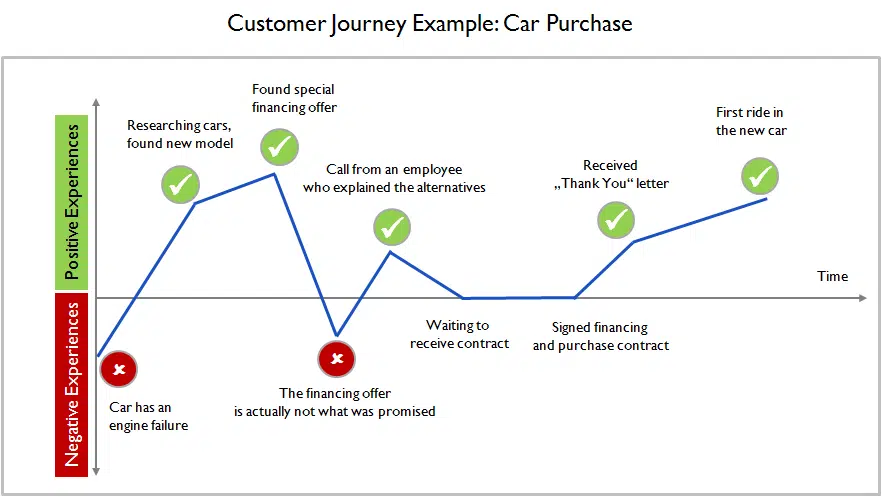 Customer Journey Example: Car Purchase
Positive Experiences
Negative Experiences
Car has an
engine failure
Researching cars,
found new model
Found special
financing offer
The financing offer
is actually not what was promised
Call from an employee
who explained the alternatives
Waiting to
receive contract
Signed financing
and purchase contract
Received
„Thank You“ letter
First ride in
the new car
Time